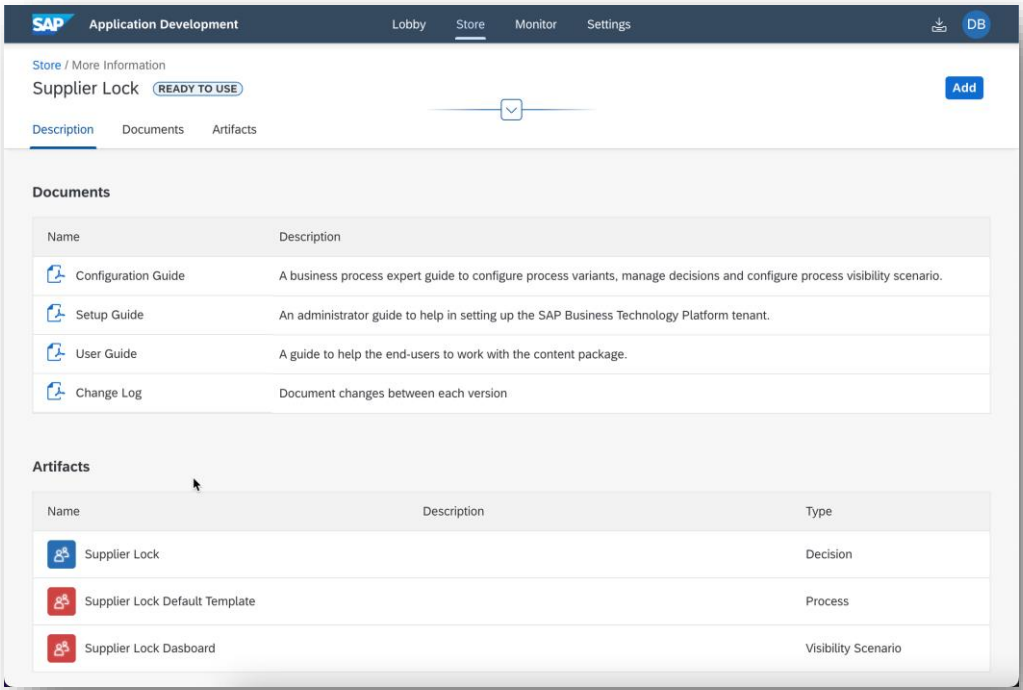 SAP Application Development Lobby Store Monitor Settings DB
Store / More Information
Supplier Lock READY TO USE Add
Description Documents Artifacts
Documents
Name Description
Configuration Guide A business process expert guide to configure process variants, manage decisions and configure process visibility scenario.
Setup Guide An administrator guide to help in setting up the SAP Business Technology Platform tenant.
User Guide A guide to help the end-users to work with the content package.
Change Log Document changes between each version
Artifacts
Name Description Type
Supplier Lock Decision
Supplier Lock Default Template Process
Supplier Lock Dasboard Visibility Scenario